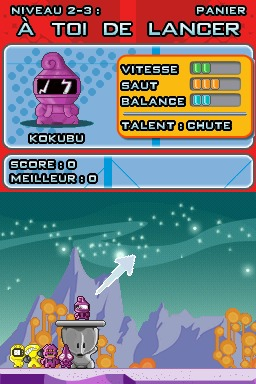 NIVEAU 2-3 : PANIER
À TOI DE LANCER
VITESSE
SAUT
BALANCE
TALENT : CHUTE
KOKUBU
SCORE : 0
MEILLEUR : 0